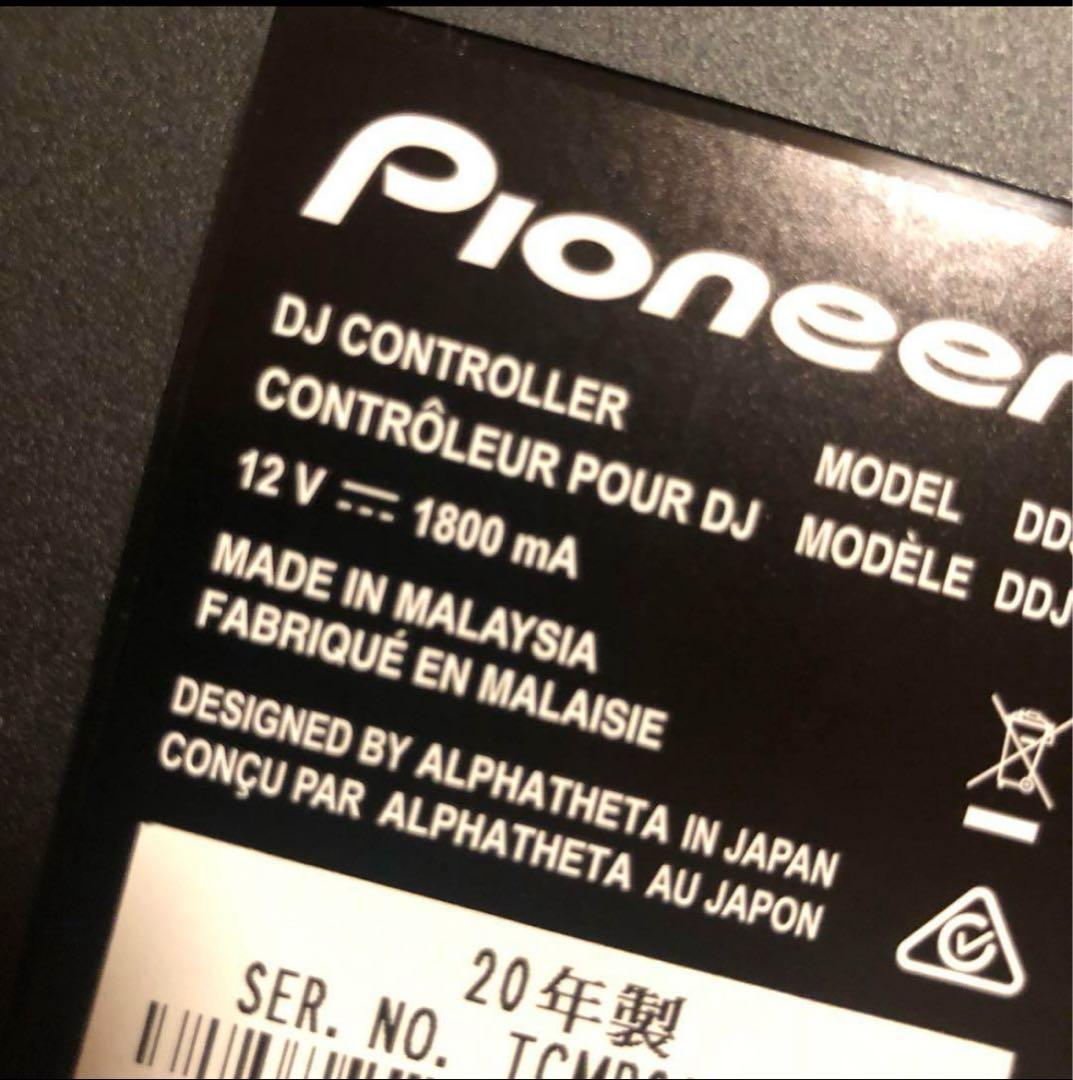 Pioneer
DJ CONTROLLER
CONTRÔLEUR POUR DJ
MODEL
MODÈLE DDJ
12 V ⎓ 1800 mA
MADE IN MALAYSIA
FABRIQUÉ EN MALAISIE
DESIGNED BY ALPHATHETA IN JAPAN
CONÇU PAR ALPHATHETA AU JAPON
20年製
SER. NO.